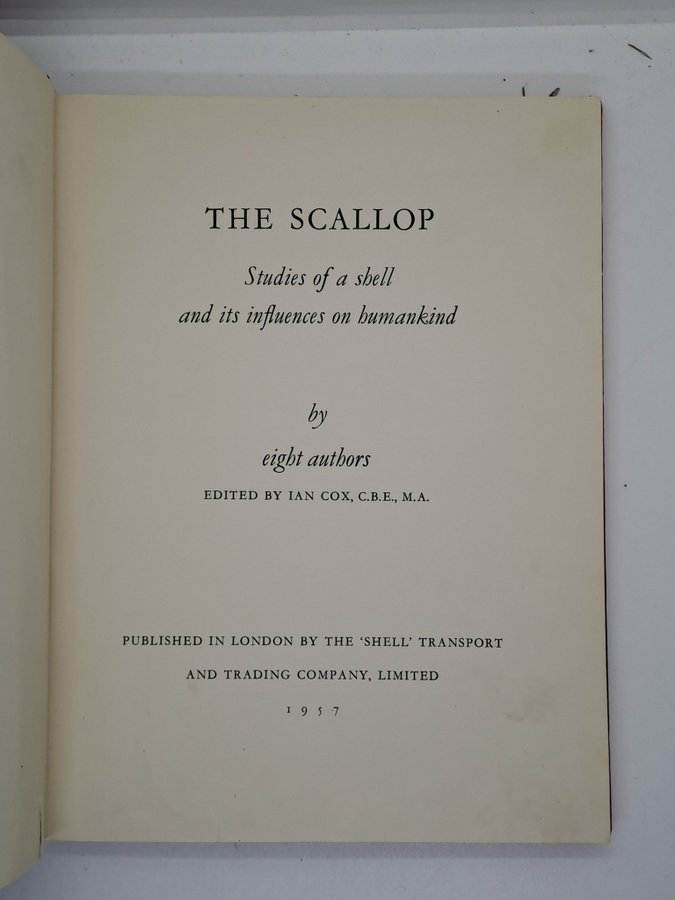 THE SCALLOP
Studies of a shell
and its influences on humankind
by
eight authors
EDITED BY IAN COX, C.B.E., M.A.
PUBLISHED IN LONDON BY THE ‘SHELL’ TRANSPORT
AND TRADING COMPANY, LIMITED
1957